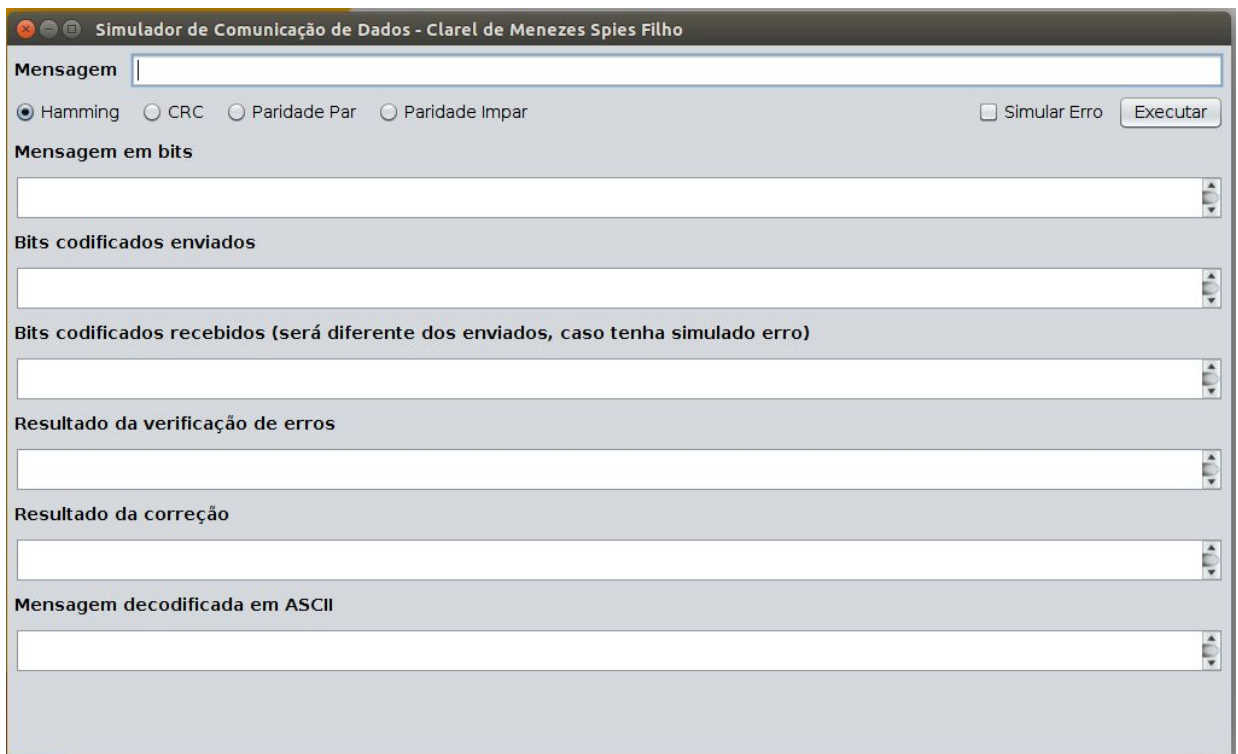 Simulador de Comunicação de Dados - Clarel de Menezes Spies Filho
Mensagem
Hamming CRC Paridade Par Paridade Impar Simular Erro Executar
Mensagem em bits
Bits codificados enviados
Bits codificados recebidos (será diferente dos enviados, caso tenha simulado erro)
Resultado da verificação de erros
Resultado da correção
Mensagem decodificada em ASCII